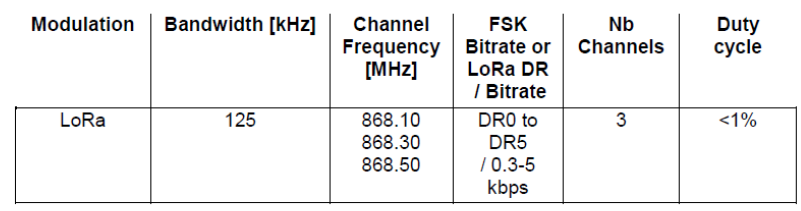 Modulation Bandwidth [kHz] Channel Frequency [MHz] FSK Bitrate or LoRa DR / Bitrate Nb Channels Duty cycle
LoRa 125 868.10 868.30 868.50 DR0 to DR5 / 0.3-5 kbps 3 <1%